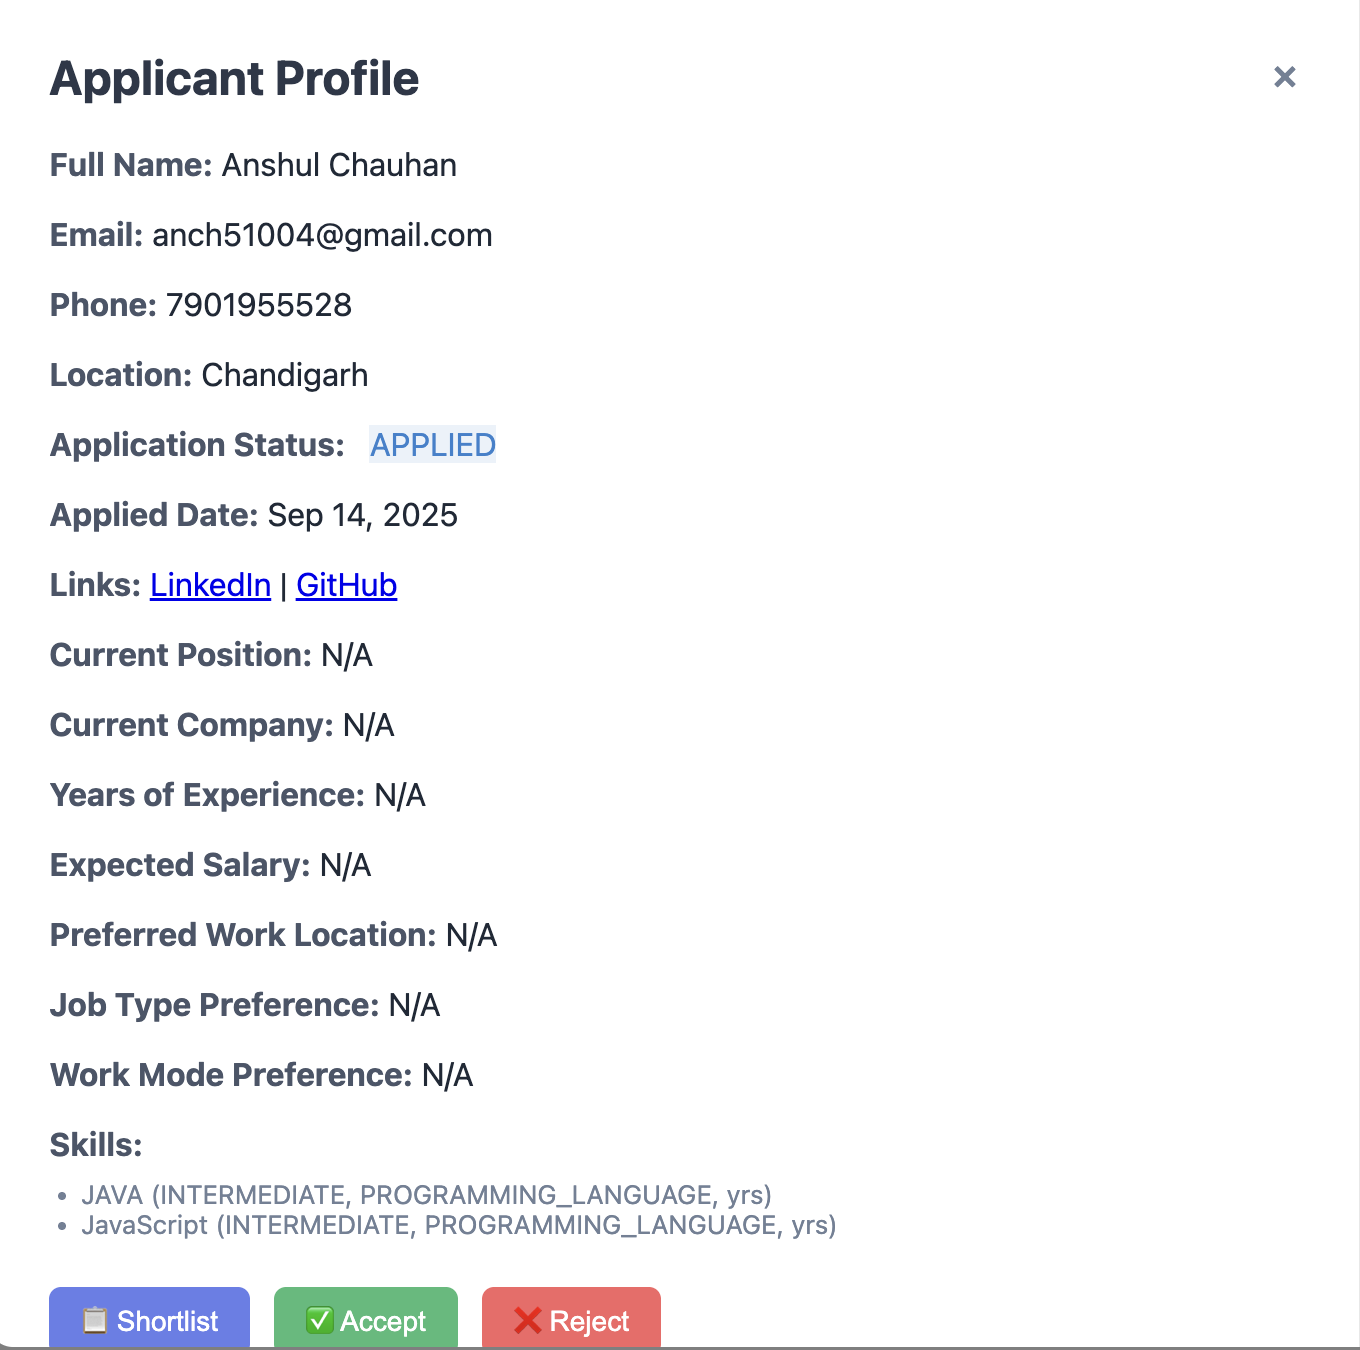 Applicant Profile
×
Full Name: Anshul Chauhan
Email: anch51004@gmail.com
Phone: 7901955528
Location: Chandigarh
Application Status: APPLIED
Applied Date: Sep 14, 2025
Links: LinkedIn | GitHub
Current Position: N/A
Current Company: N/A
Years of Experience: N/A
Expected Salary: N/A
Preferred Work Location: N/A
Job Type Preference: N/A
Work Mode Preference: N/A
Skills:
• JAVA (INTERMEDIATE, PROGRAMMING_LANGUAGE, yrs)
• JavaScript (INTERMEDIATE, PROGRAMMING_LANGUAGE, yrs)
📋 Shortlist ✅ Accept ❌ Reject